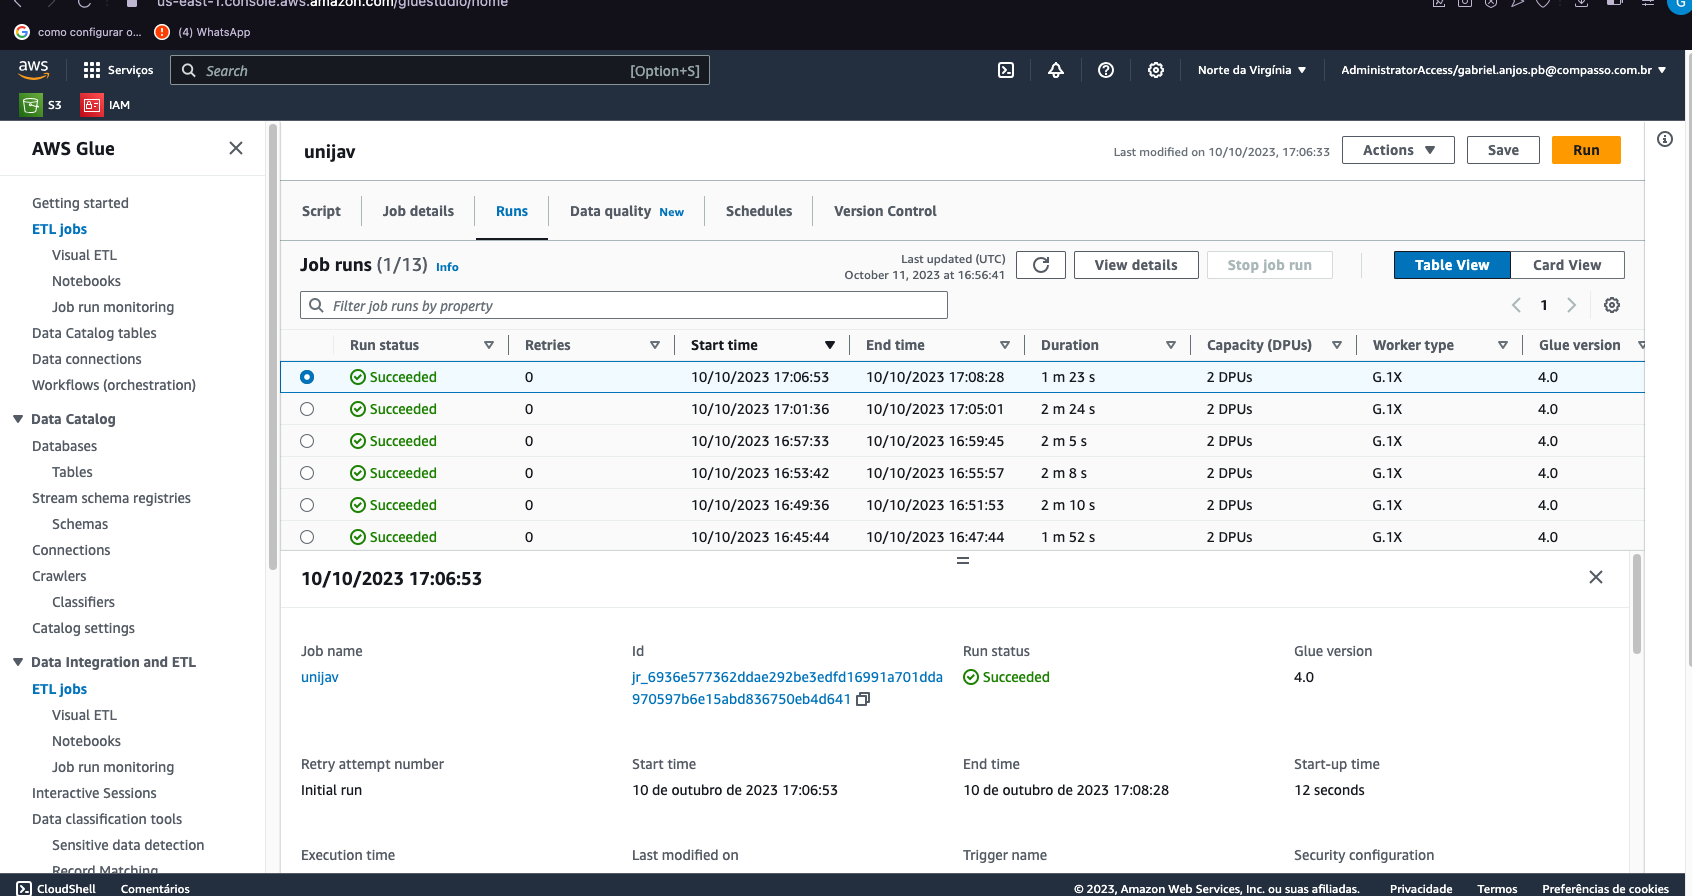 us-east-1.console.aws.amazon.com/gluestudio/home
como configurar o... (4) WhatsApp
aws Serviços Search [Option+S] Norte da Virgínia AdministratorAccess/gabriel.anjos.pb@compasso.com.br
S3 IAM
AWS Glue
Getting started
ETL jobs
Visual ETL
Notebooks
Job run monitoring
Data Catalog tables
Data connections
Workflows (orchestration)
Data Catalog
Databases
Tables
Stream schema registries
Schemas
Connections
Crawlers
Classifiers
Catalog settings
Data Integration and ETL
ETL jobs
Visual ETL
Notebooks
Job run monitoring
Interactive Sessions
Data classification tools
Sensitive data detection
Record Matching
unijav Last modified on 10/10/2023, 17:06:33 Actions Save Run
Script Job details Runs Data quality New Schedules Version Control
Job runs (1/13) Info
Last updated (UTC)
October 11, 2023 at 16:56:41
View details Stop job run Table View Card View
Filter job runs by property 1
Run status Retries Start time End time Duration Capacity (DPUs) Worker type Glue version
Succeeded 0 10/10/2023 17:06:53 10/10/2023 17:08:28 1 m 23 s 2 DPUs G.1X 4.0
Succeeded 0 10/10/2023 17:01:36 10/10/2023 17:05:01 2 m 24 s 2 DPUs G.1X 4.0
Succeeded 0 10/10/2023 16:57:33 10/10/2023 16:59:45 2 m 5 s 2 DPUs G.1X 4.0
Succeeded 0 10/10/2023 16:53:42 10/10/2023 16:55:57 2 m 8 s 2 DPUs G.1X 4.0
Succeeded 0 10/10/2023 16:49:36 10/10/2023 16:51:53 2 m 10 s 2 DPUs G.1X 4.0
Succeeded 0 10/10/2023 16:45:44 10/10/2023 16:47:44 1 m 52 s 2 DPUs G.1X 4.0
10/10/2023 17:06:53
Job name Id Run status Glue version
unijav jr_6936e577362ddae292be3edfd16991a701dda Succeeded 4.0
970597b6e15abd836750eb4d641
Retry attempt number Start time End time Start-up time
Initial run 10 de outubro de 2023 17:06:53 10 de outubro de 2023 17:08:28 12 seconds
Execution time Last modified on Trigger name Security configuration
CloudShell Comentários © 2023, Amazon Web Services, Inc. ou suas afiliadas. Privacidade Termos Preferências de cookies